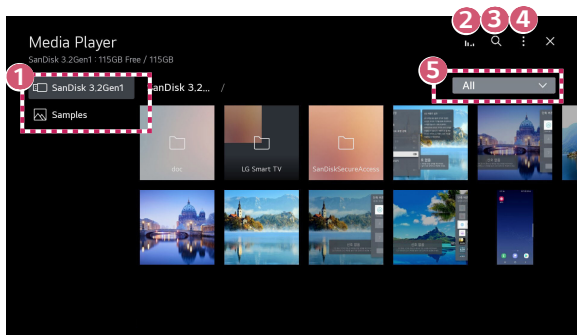 2 3 4
Media Player
SanDisk 3.2Gen1 : 115GB Free / 115GB
1
5
SanDisk 3.2Gen1
SanDisk 3.2... /
All
Samples
doc
LG Smart TV
SanDiskSecureAccess